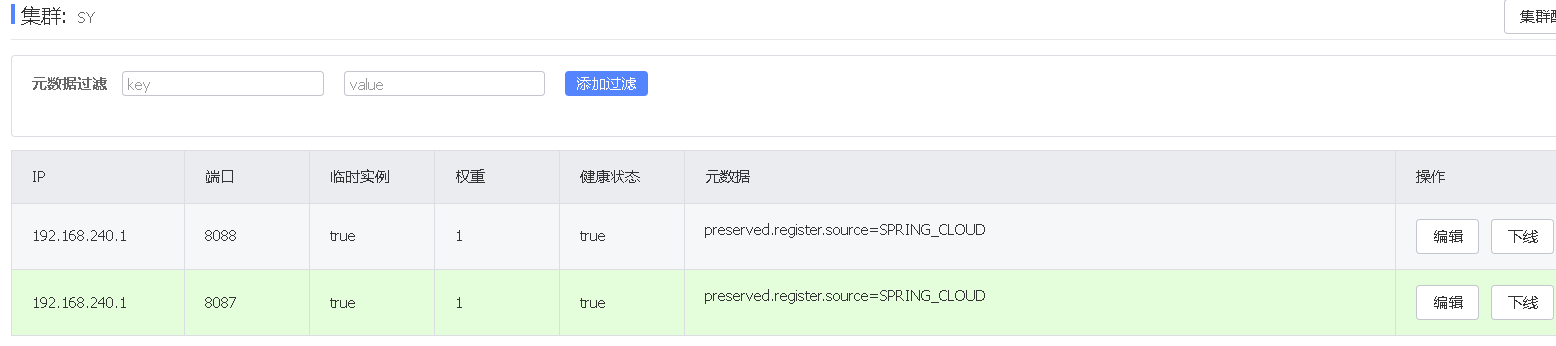 集群: SY
集群
元数据过滤 key value 添加过滤
IP 端口 临时实例 权重 健康状态 元数据 操作
192.168.240.1 8088 true 1 true preserved.register.source=SPRING_CLOUD 编辑 下线
192.168.240.1 8087 true 1 true preserved.register.source=SPRING_CLOUD 编辑 下线